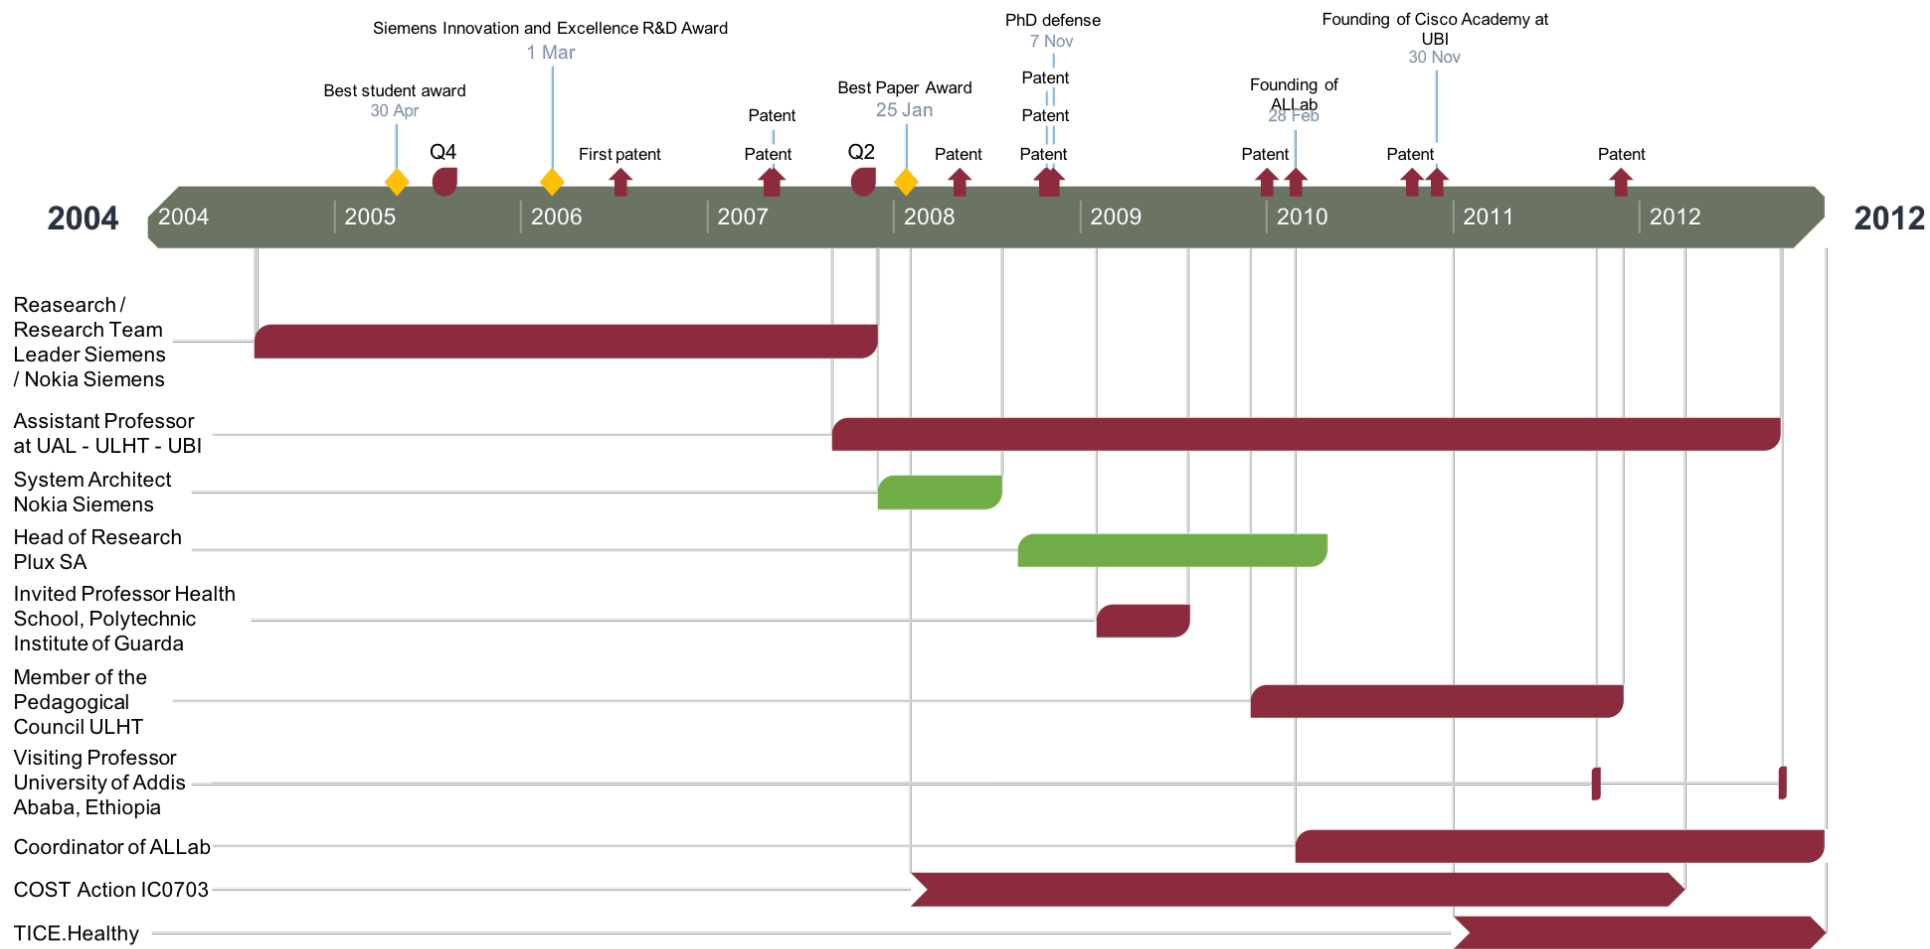 Siemens Innovation and Excellence R&D Award
1 Mar
PhD defense
7 Nov
Founding of Cisco Academy at
UBI
30 Nov
Best student award
30 Apr
Best Paper Award
25 Jan
Patent
Founding of
ALLab
28 Feb
Patent
Patent
Q4
First patent
Patent
Q2
Patent
Patent
Patent
Patent
Patent
2004
2004
2005
2006
2007
2008
2009
2010
2011
2012
2012
Reasearch /
Research Team
Leader Siemens
/ Nokia Siemens
Assistant Professor
at UAL - ULHT - UBI
System Architect
Nokia Siemens
Head of Research
Plux SA
Invited Professor Health
School, Polytechnic
Institute of Guarda
Member of the
Pedagogical
Council ULHT
Visiting Professor
University of Addis
Ababa, Ethiopia
Coordinator of ALLab
COST Action IC0703
TICE.Healthy